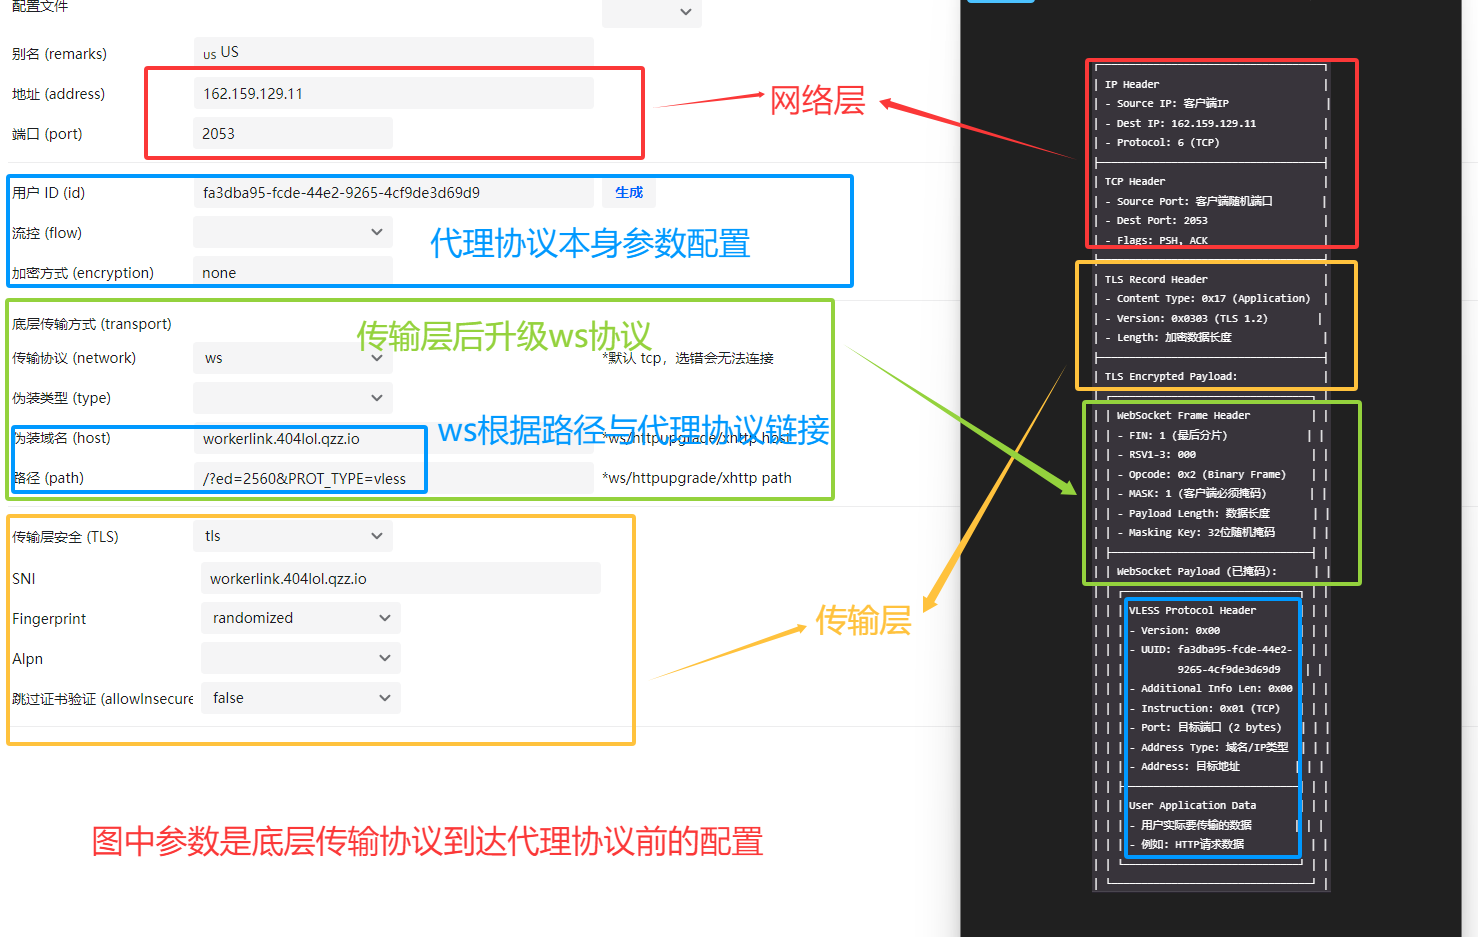 配置文件
别名 (remarks)
us US
地址 (address)
162.159.129.11
端口 (port)
2053
网络层
用户 ID (id)
fa3dba95-fcde-44e2-9265-4cf9de3d69d9
生成
流控 (flow)
代理协议本身参数配置
加密方式 (encryption)
none
底层传输方式 (transport)
传输层后升级ws协议
传输协议 (network)
ws
*默认 tcp，选错会无法连接
伪装类型 (type)
伪装域名 (host)
workerlink.404lol.qzz.io
*ws/httpupgrade/xhttp host
ws根据路径与代理协议链接
路径 (path)
/?ed=2560&PROT_TYPE=vless
*ws/httpupgrade/xhttp path
传输层安全 (TLS)
tls
SNI
workerlink.404lol.qzz.io
Fingerprint
randomized
传输层
Alpn
跳过证书验证 (allowInsecure
false
图中参数是底层传输协议到达代理协议前的配置
IP Header
- Source IP: 客户端IP
- Dest IP: 162.159.129.11
- Protocol: 6 (TCP)
TCP Header
- Source Port: 客户端随机端口
- Dest Port: 2053
- Flags: PSH, ACK
TLS Record Header
- Content Type: 0x17 (Application)
- Version: 0x0303 (TLS 1.2)
- Length: 加密数据长度
TLS Encrypted Payload:
WebSocket Frame Header
- FIN: 1 (最后分片)
- RSV1-3: 000
- Opcode: 0x2 (Binary Frame)
- MASK: 1 (客户端必须掩码)
- Payload Length: 数据长度
- Masking Key: 32位随机掩码
WebSocket Payload (已掩码):
VLESS Protocol Header
- Version: 0x00
- UUID: fa3dba95-fcde-44e2-
9265-4cf9de3d69d9
- Additional Info Len: 0x00
- Instruction: 0x01 (TCP)
- Port: 目标端口 (2 bytes)
- Address Type: 域名/IP类型
- Address: 目标地址
User Application Data
- 用户实际要传输的数据
- 例如: HTTP请求数据